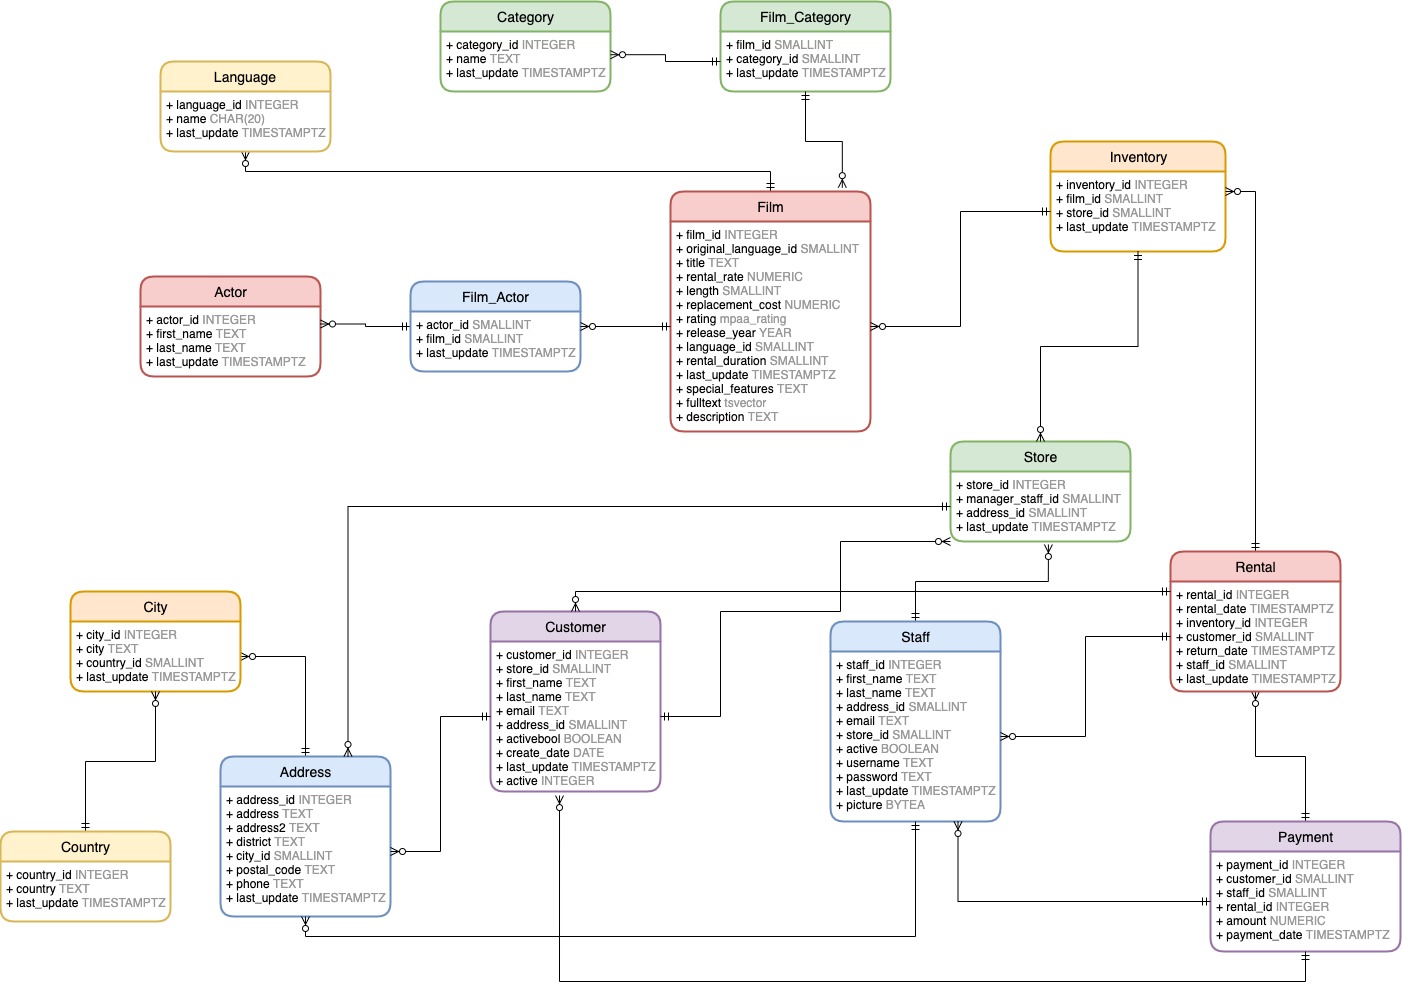 Category
+ category_id INTEGER
+ name TEXT
+ last_update TIMESTAMPTZ
Film_Category
+ film_id SMALLINT
+ category_id SMALLINT
+ last_update TIMESTAMPTZ
Language
+ language_id INTEGER
+ name CHAR(20)
+ last_update TIMESTAMPTZ
Inventory
+ inventory_id INTEGER
+ film_id SMALLINT
+ store_id SMALLINT
+ last_update TIMESTAMPTZ
Film
+ film_id INTEGER
+ original_language_id SMALLINT
+ title TEXT
+ rental_rate NUMERIC
+ length SMALLINT
+ replacement_cost NUMERIC
+ rating mpaa_rating
+ release_year YEAR
+ language_id SMALLINT
+ rental_duration SMALLINT
+ last_update TIMESTAMPTZ
+ special_features TEXT
+ fulltext tsvector
+ description TEXT
Actor
+ actor_id INTEGER
+ first_name TEXT
+ last_name TEXT
+ last_update TIMESTAMPTZ
Film_Actor
+ actor_id SMALLINT
+ film_id SMALLINT
+ last_update TIMESTAMPTZ
Store
+ store_id INTEGER
+ manager_staff_id SMALLINT
+ address_id SMALLINT
+ last_update TIMESTAMPTZ
Rental
+ rental_id INTEGER
+ rental_date TIMESTAMPTZ
+ inventory_id INTEGER
+ customer_id SMALLINT
+ return_date TIMESTAMPTZ
+ staff_id SMALLINT
+ last_update TIMESTAMPTZ
City
+ city_id INTEGER
+ city TEXT
+ country_id SMALLINT
+ last_update TIMESTAMPTZ
Customer
+ customer_id INTEGER
+ store_id SMALLINT
+ first_name TEXT
+ last_name TEXT
+ email TEXT
+ address_id SMALLINT
+ activebool BOOLEAN
+ create_date DATE
+ last_update TIMESTAMPTZ
+ active INTEGER
Staff
+ staff_id INTEGER
+ first_name TEXT
+ last_name TEXT
+ address_id SMALLINT
+ email TEXT
+ store_id SMALLINT
+ active BOOLEAN
+ username TEXT
+ password TEXT
+ last_update TIMESTAMPTZ
+ picture BYTEA
Address
+ address_id INTEGER
+ address TEXT
+ address2 TEXT
+ district TEXT
+ city_id SMALLINT
+ postal_code TEXT
+ phone TEXT
+ last_update TIMESTAMPTZ
Country
+ country_id INTEGER
+ country TEXT
+ last_update TIMESTAMPTZ
Payment
+ payment_id INTEGER
+ customer_id SMALLINT
+ staff_id SMALLINT
+ rental_id INTEGER
+ amount NUMERIC
+ payment_date TIMESTAMPTZ